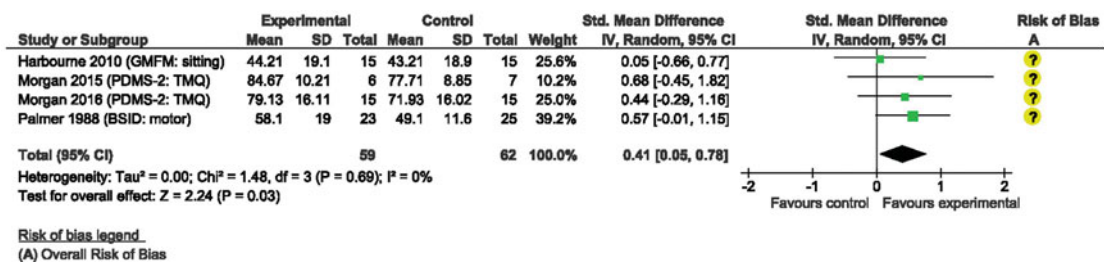 Experimental Control Std. Mean Difference Std. Mean Difference Risk of Bias
Study or Subgroup Mean SD Total Mean SD Total Weight IV, Random, 95% CI IV, Random, 95% CI A
Harbourne 2010 (GMFM: sitting) 44.21 19.1 15 43.21 18.9 15 25.6% 0.05 [-0.66, 0.77] ?
Morgan 2015 (PDMS-2: TMQ) 84.67 10.21 6 77.71 8.85 7 10.2% 0.68 [-0.45, 1.82] ?
Morgan 2016 (PDMS-2: TMQ) 79.13 16.11 15 71.93 16.02 15 25.0% 0.44 [-0.29, 1.16] ?
Palmer 1988 (BSID: motor) 58.1 19 23 49.1 11.6 25 39.2% 0.57 [-0.01, 1.15] ?
Total (95% CI) 59 62 100.0% 0.41 [0.05, 0.78]
Heterogeneity: Tau² = 0.00; Chi² = 1.48, df = 3 (P = 0.69); I² = 0%
Test for overall effect: Z = 2.24 (P = 0.03)
-2 -1 0 1 2
Favours control Favours experimental
Risk of bias legend
(A) Overall Risk of Bias